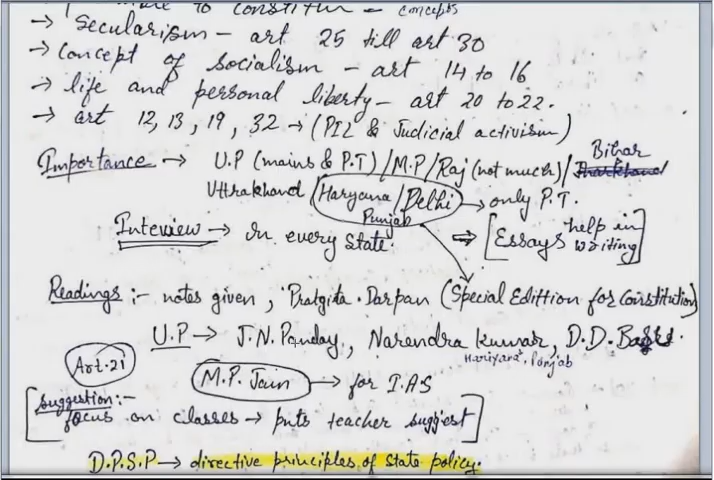 more to constitun - concepts
→ Secularism - art 25 till art 30
→ concept of socialism - art 14 to 16
→ life and personal liberty - art 20 to 22.
→ art 12, 13, 19, 32 → (PIL & Judicial activism)
Importance → U.P (mains & P.T) / M.P / Raj (not much) / Bihar
Uttrakhand / Haryana / Delhi → only P.T.
Punjab
Interview → In every State. ⇒ [Essays help in writing]
Readings :- notes given, Pratgita Darpan (Special Edittion for Constitution)
U.P → J.N. Panday, Narendra Kumar, D.D. Basu.
Hariyana, Punjab
Art. 21
M.P. Jain → for I.AS
[Suggestion :-
focus on classes → puts teacher suggest]
D.P.S.P → directive principles of state policy.